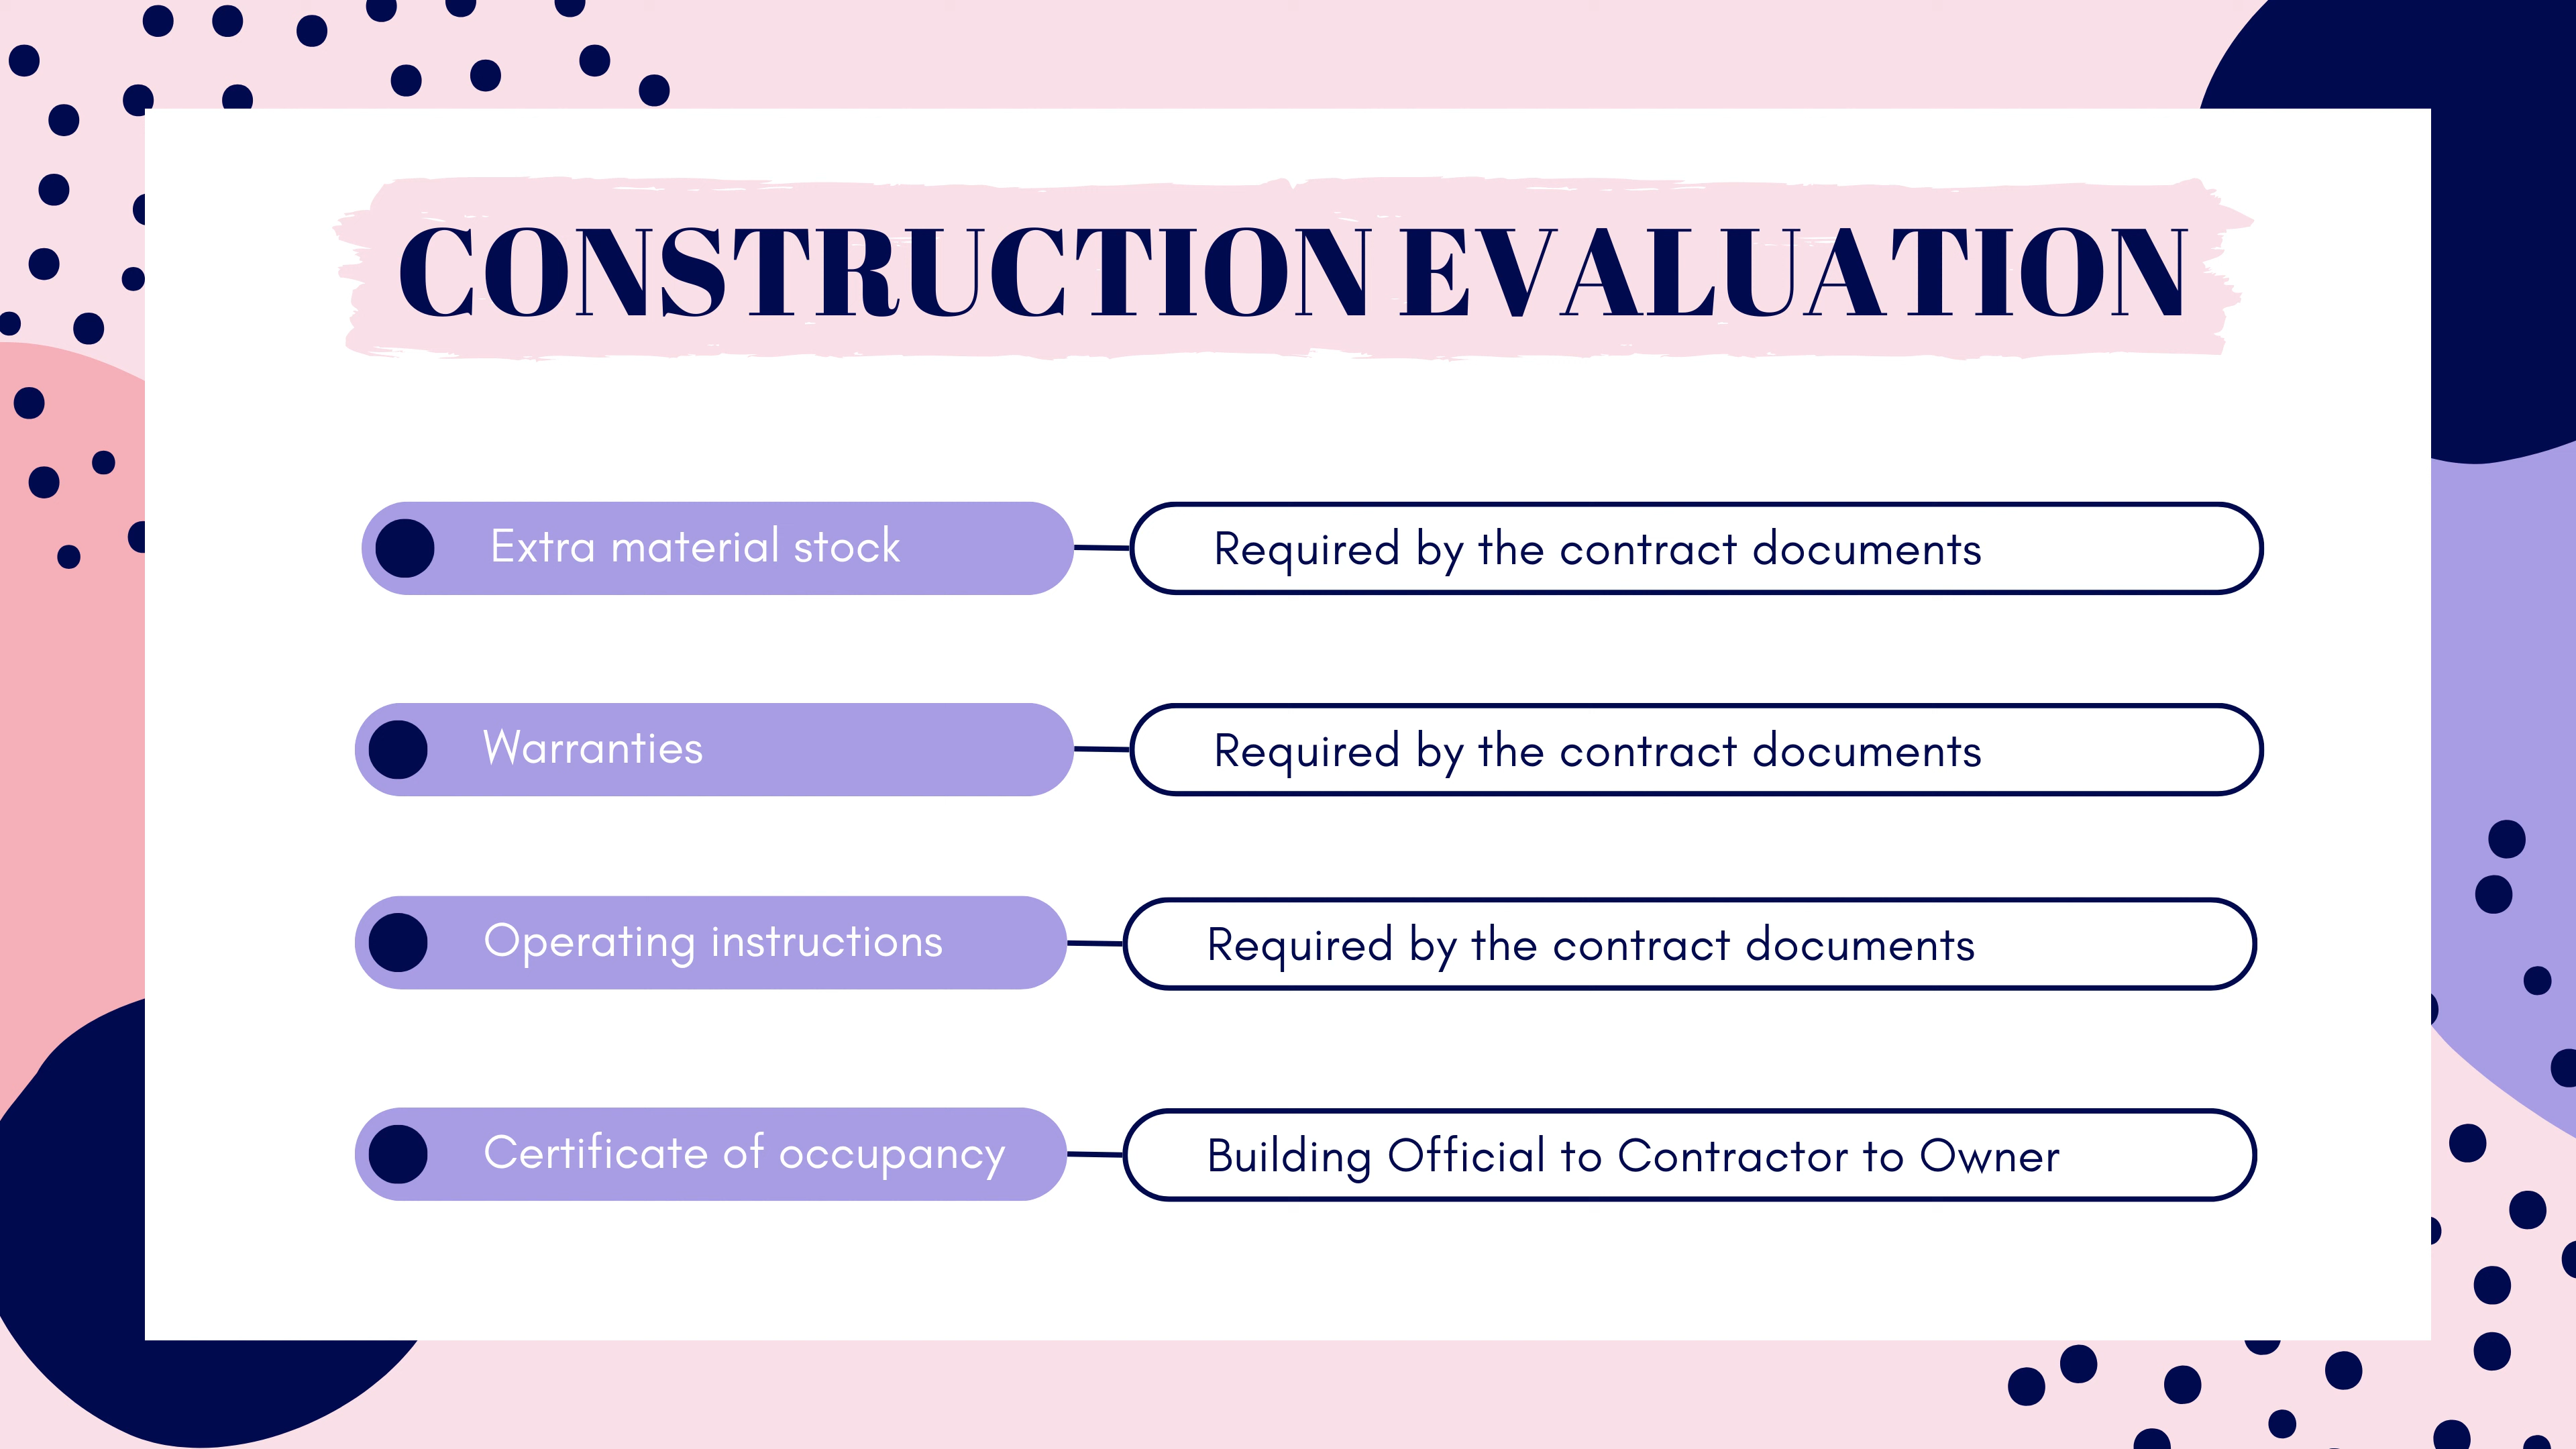 CONSTRUCTION EVALUATION
Extra material stock
Required by the contract documents
Warranties
Required by the contract documents
Operating instructions
Required by the contract documents
Certificate of occupancy
Building Official to Contractor to Owner